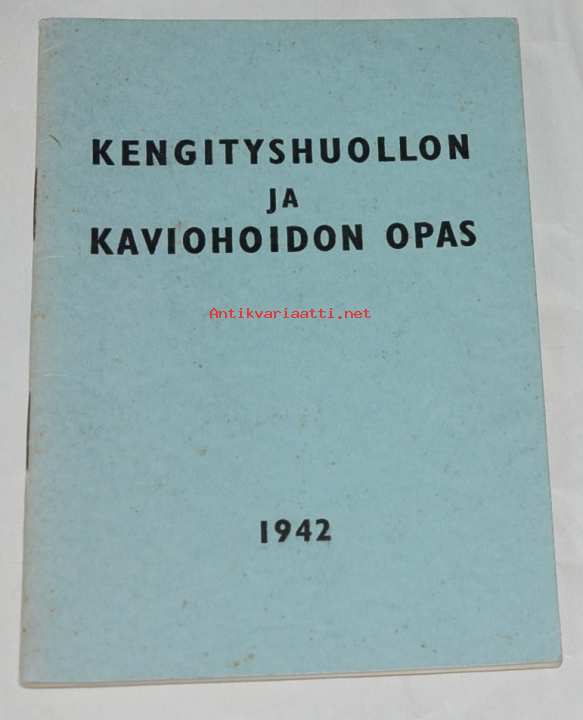 KENGITYSHUOLLON
JA
KAVIOHOIDON OPAS
Antikvariaatti.net
1942